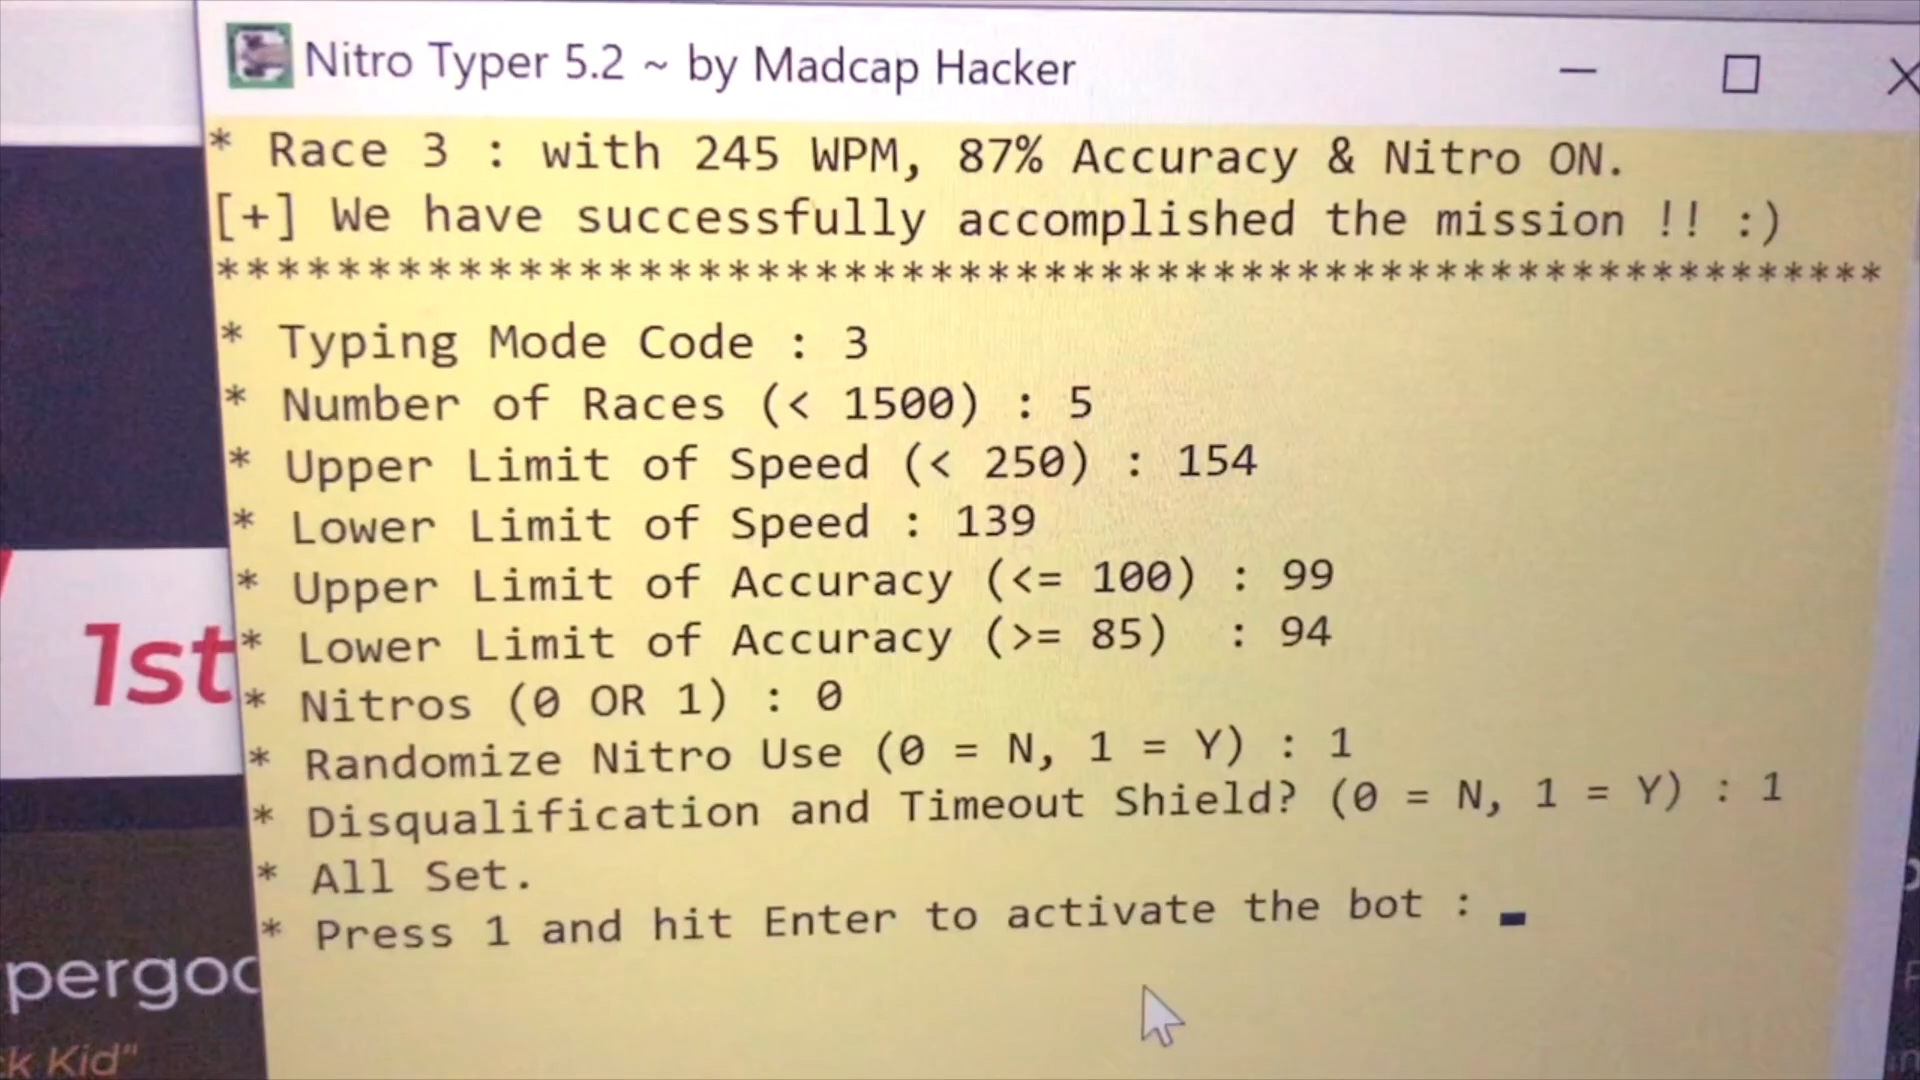 Nitro Typer 5.2 ~ by Madcap Hacker
* Race 3 : with 245 WPM, 87% Accuracy & Nitro ON.
[+] We have successfully accomplished the mission !! :)
********************************************************
* Typing Mode Code : 3
* Number of Races (< 1500) : 5
* Upper Limit of Speed (< 250) : 154
* Lower Limit of Speed : 139
* Upper Limit of Accuracy (<= 100) : 99
* Lower Limit of Accuracy (>= 85) : 94
1st
* Nitros (0 OR 1) : 0
* Randomize Nitro Use (0 = N, 1 = Y) : 1
* Disqualification and Timeout Shield? (0 = N, 1 = Y) : 1
* All Set.
* Press 1 and hit Enter to activate the bot :
pergoo
ck Kid"